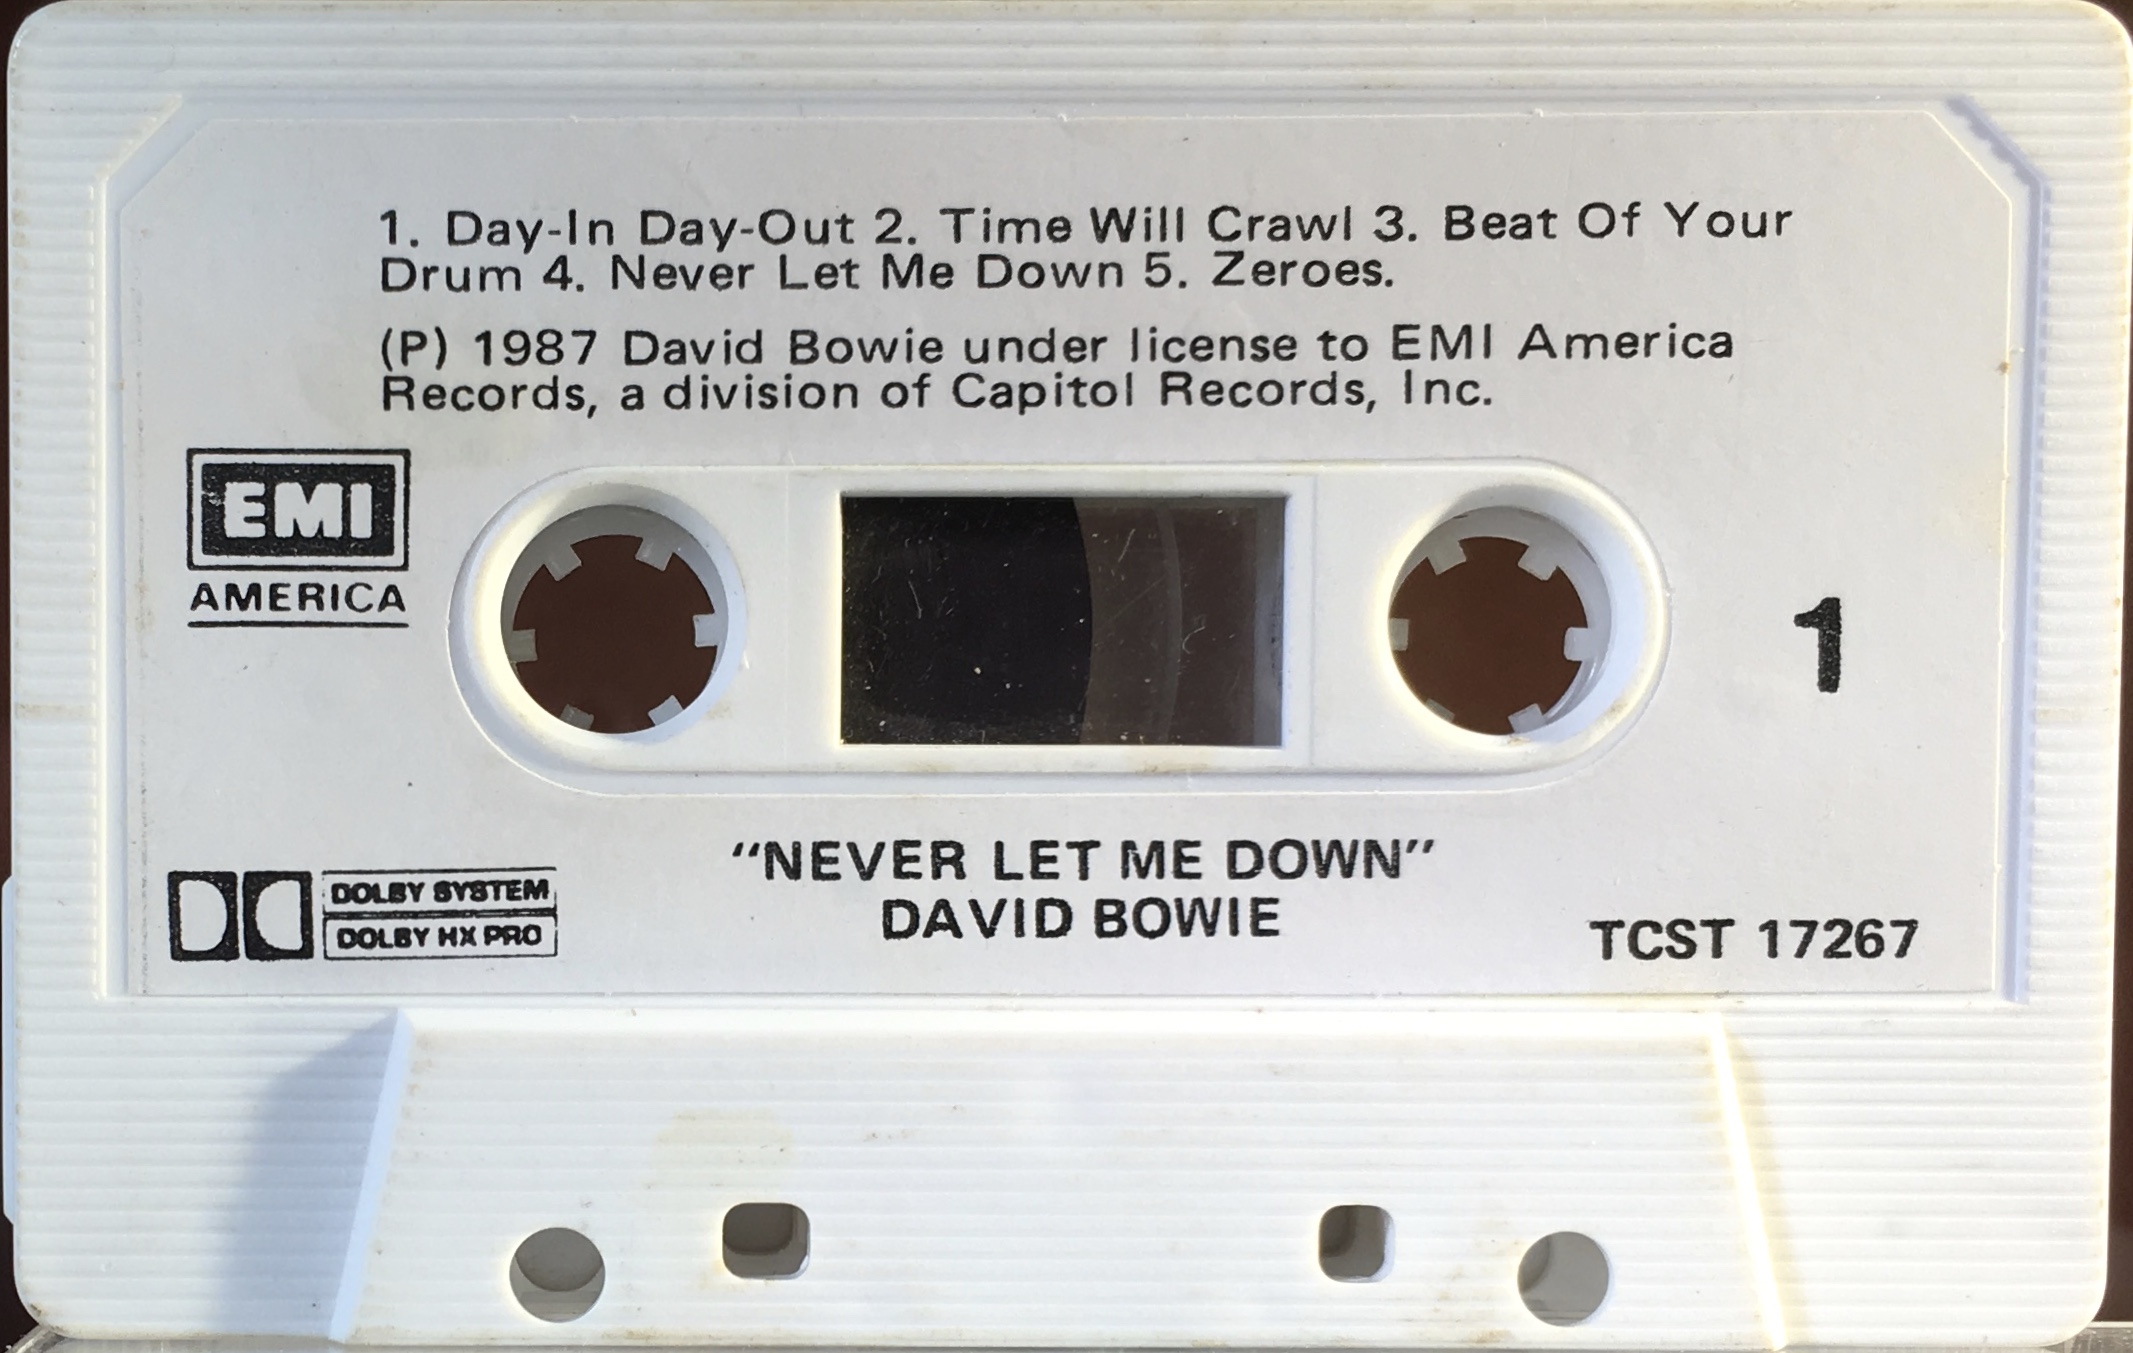 1. Day-In Day-Out 2. Time Will Crawl 3. Beat Of Your
Drum 4. Never Let Me Down 5. Zeroes.
(P) 1987 David Bowie under license to EMI America
Records, a division of Capitol Records, Inc.
EMI
AMERICA
1
"NEVER LET ME DOWN"
DAVID BOWIE
DOLBY SYSTEM
DOLBY HX PRO
TCST 17267